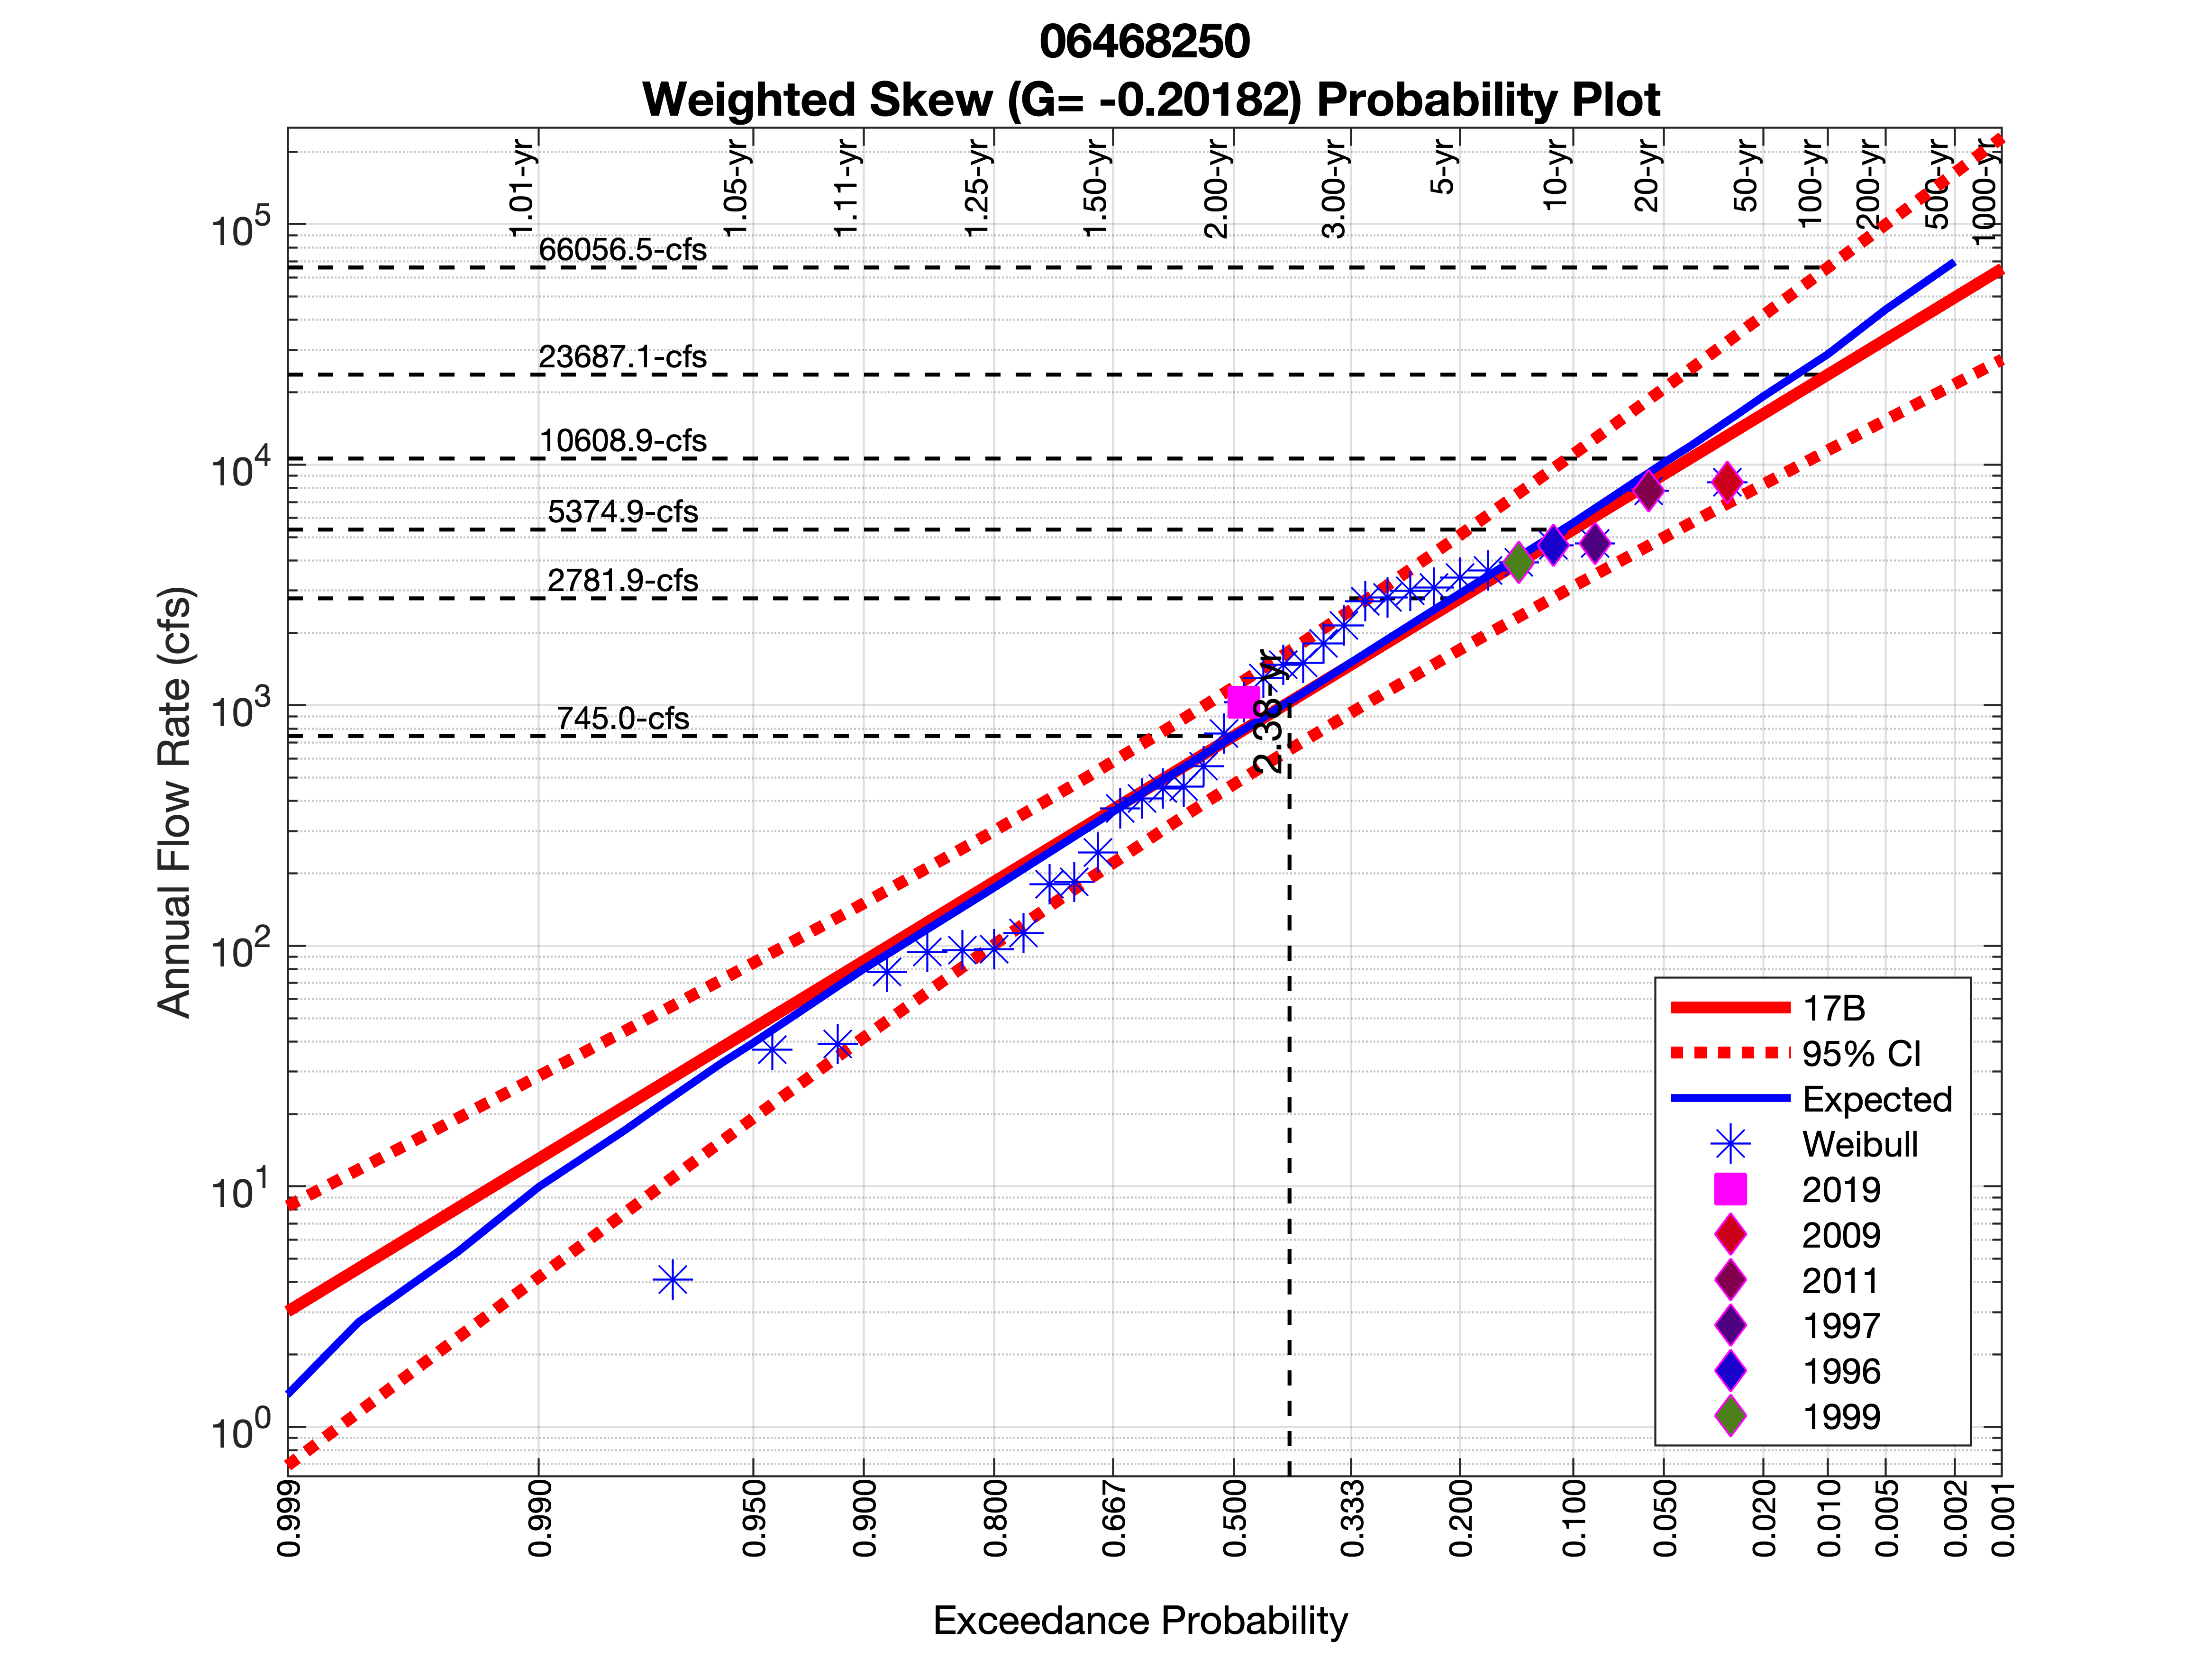 06468250
Weighted Skew (G= -0.20182) Probability Plot
1.01-yr
1.05-yr
1.11-yr
1.25-yr
1.50-yr
2.00-yr
3.00-yr
5-yr
10-yr
20-yr
50-yr
100-yr
200-yr
500-yr
1000-yr
Annual Flow Rate (cfs)
10^5
10^4
10^3
10^2
10^1
10^0
66056.5-cfs
23687.1-cfs
10608.9-cfs
5374.9-cfs
2781.9-cfs
745.0-cfs
2.38-yr
17B
95% CI
Expected
Weibull
2019
2009
2011
1997
1996
1999
0.999
0.990
0.950
0.900
0.800
0.667
0.500
0.333
0.200
0.100
0.050
0.020
0.010
0.005
0.002
0.001
Exceedance Probability